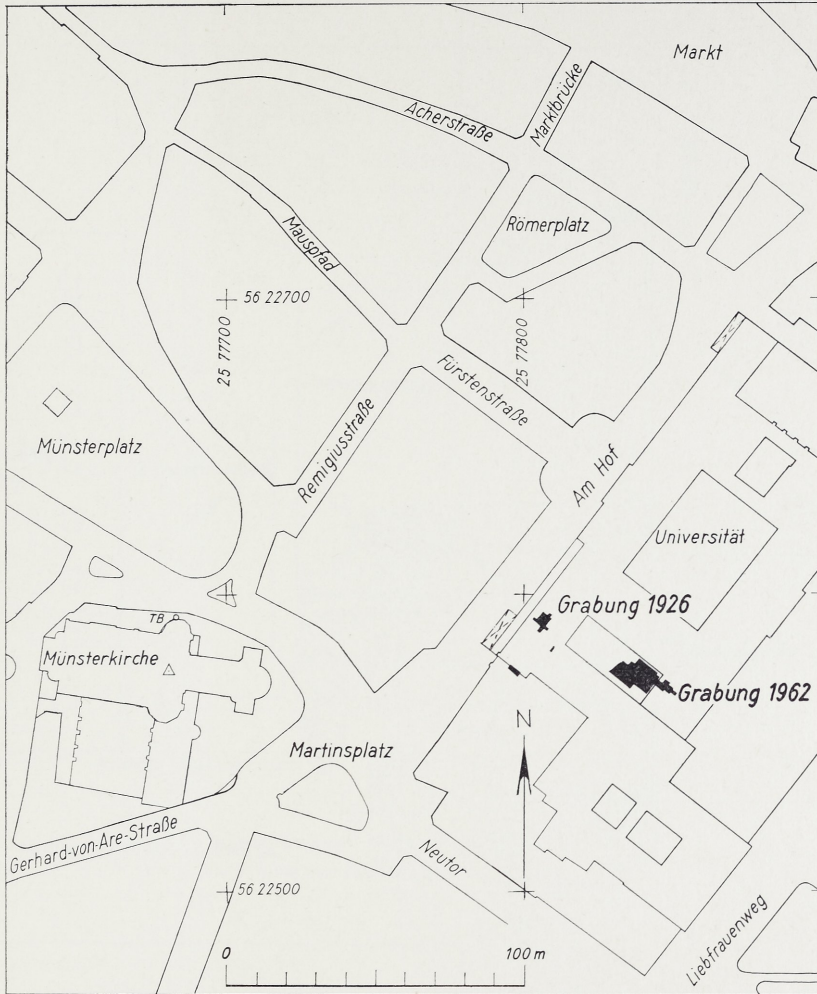 Markt
Marktbrücke
Acherstraße
Römerplatz
Mauspfad
56 22700
25 77700
25 77800
Fürstenstraße
Remigiusstraße
Münsterplatz
Am Hof
Universität
TB
Grabung 1926
Münsterkirche
Grabung 1962
N
Martinsplatz
Gerhard-von-Are-Straße
Neutor
56 22500
Liebfrauenweg
0
100 m